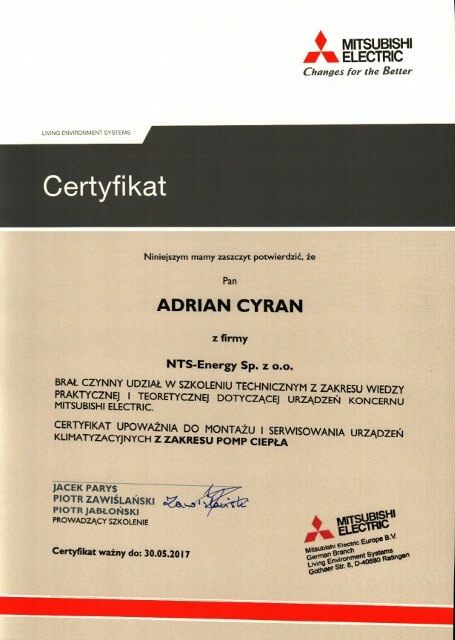 MITSUBISHI
ELECTRIC
Changes for the Better
LIVING ENVIRONMENT SYSTEMS
Certyfikat
Niniejszym mamy zaszczyt potwierdzić, że
Pan
ADRIAN CYRAN
z firmy
NTS-Energy Sp. z o.o.
BRAŁ CZYNNY UDZIAŁ W SZKOLENIU TECHNICZNYM Z ZAKRESU WIEDZY
PRAKTYCZNEJ I TEORETYCZNEJ DOTYCZĄCEJ URZĄDZEŃ KONCERNU
MITSUBISHI ELECTRIC.
CERTYFIKAT UPOWAŻNIA DO MONTAŻU I SERWISOWANIA URZĄDZEŃ
KLIMATYZACYJNYCH Z ZAKRESU POMP CIEPŁA
JACEK PARYS
PIOTR ZAWIŚLAŃSKI
PIOTR JABŁOŃSKI
PROWADZĄCY SZKOLENIE
MITSUBISHI
ELECTRIC
Mitsubishi Electric Europe B.V.
German Branch
Living Environment Systems
Gothaer Str. 8, D-40880 Ratingen
Certyfikat ważny do: 30.05.2017